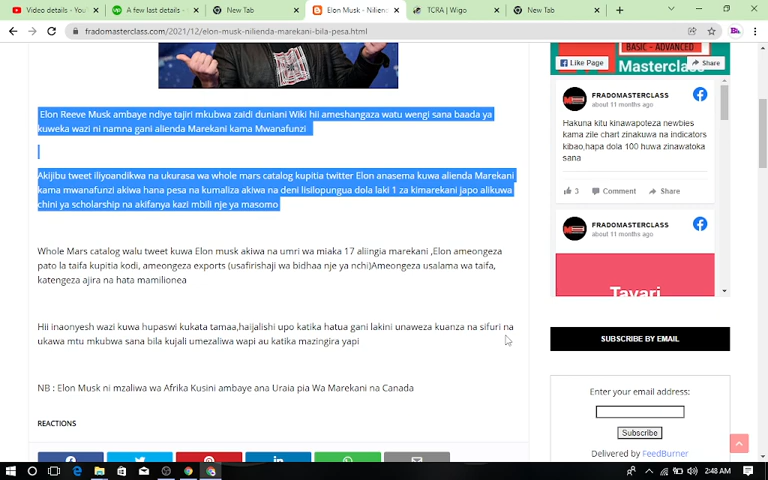 Video details - You
A few last details -
New Tab
Elon Musk - Niliend
TCRA | Wigo
New Tab
fradomasterclass.com/2021/12/elon-musk-nilienda-marekani-bila-pesa.html
BASIC - ADVANCED
Masterclass
Like Page
Share
Elon Reeve Musk ambaye ndiye tajiri mkubwa zaidi duniani Wiki hii ameshangaza watu wengi sana baada ya
kuweka wazi ni namna gani alienda Marekani kama Mwanafunzi
Akijibu tweet iliyoandikwa na ukurasa wa whole mars catalog kupitia twitter Elon anasema kuwa alienda Marekani
kama mwanafunzi akiwa hana pesa na kumaliza akiwa na deni lisilopungua dola laki 1 za kimarekani japo alikuwa
chini ya scholarship na akifanya kazi mbili nje ya masomo
Whole Mars catalog walu tweet kuwa Elon musk akiwa na umri wa miaka 17 aliingia marekani ,Elon ameongeza
pato la taifa kupitia kodi, ameongeza exports (usafirishaji wa bidhaa nje ya nchi)Ameongeza usalama wa taifa,
katengeza ajira na hata mamilionea
Hii inaonyesh wazi kuwa hupaswi kukata tamaa,haijalishi upo katika hatua gani lakini unaweza kuanza na sifuri na
ukawa mtu mkubwa sana bila kujali umezaliwa wapi au katika mazingira yapi
NB : Elon Musk ni mzaliwa wa Afrika Kusini ambaye ana Uraia pia Wa Marekani na Canada
REACTIONS
FRADOMASTERCLASS
about 11 months ago
Hakuna kitu kinawapoteza newbies
kama zile chart zinakuwa na indicators
kibao,hapa dola 100 huwa zinawatoka
sana
3
Comment
Share
FRADOMASTERCLASS
about 11 months ago
Tayari
SUBSCRIBE BY EMAIL
Enter your email address:
Subscribe
Delivered by FeedBurner
2:48 AM